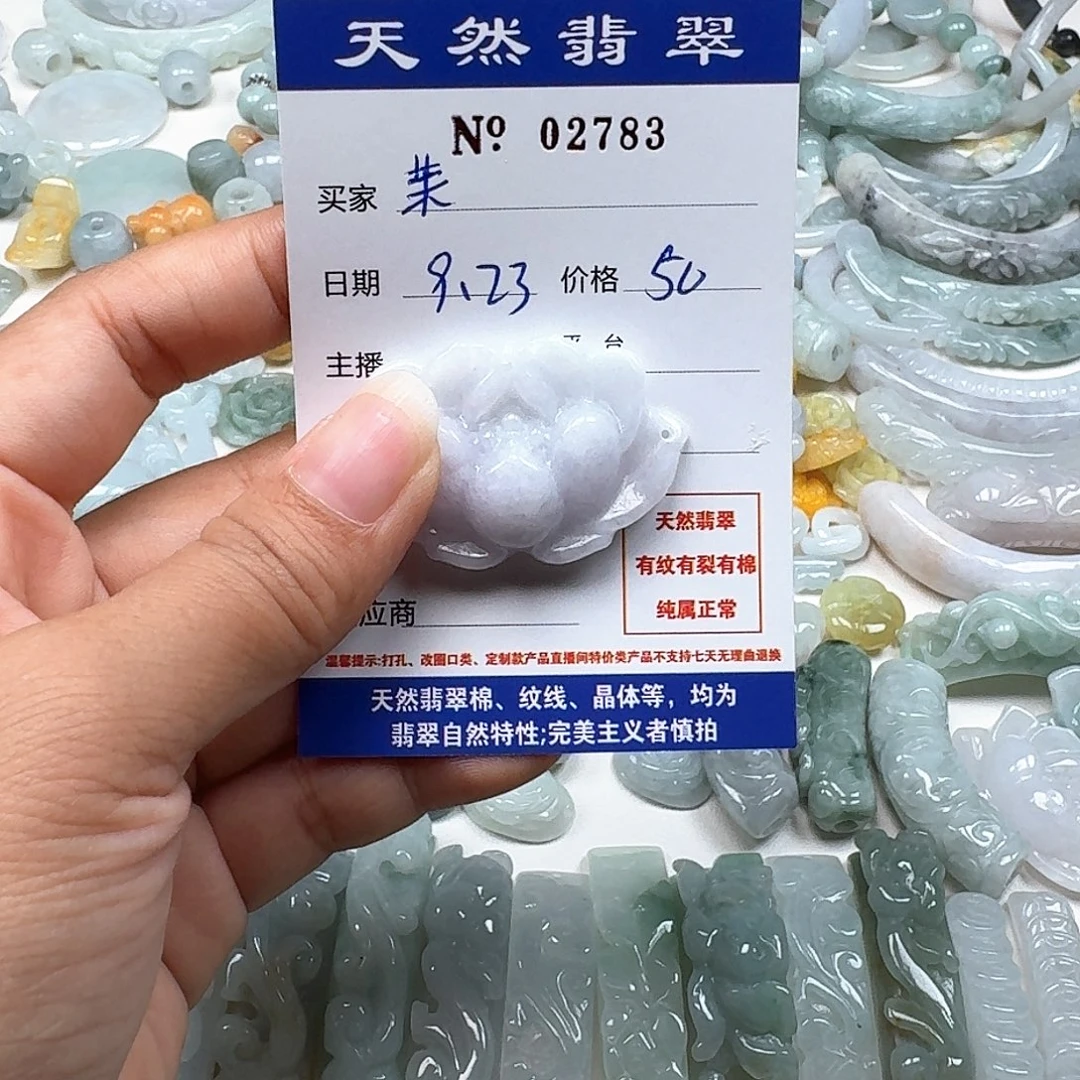 天然翡翠
Nº 02783
买家
日期 9.23 价格 50
主播 平台
天然翡翠
有纹有裂有棉
纯属正常
应商
温馨提示:打孔、改圈口类、定制款产品直播间特价类产品不支持七天无理由退换
天然翡翠棉、纹线、晶体等，均为
翡翠自然特性;完美主义者慎拍